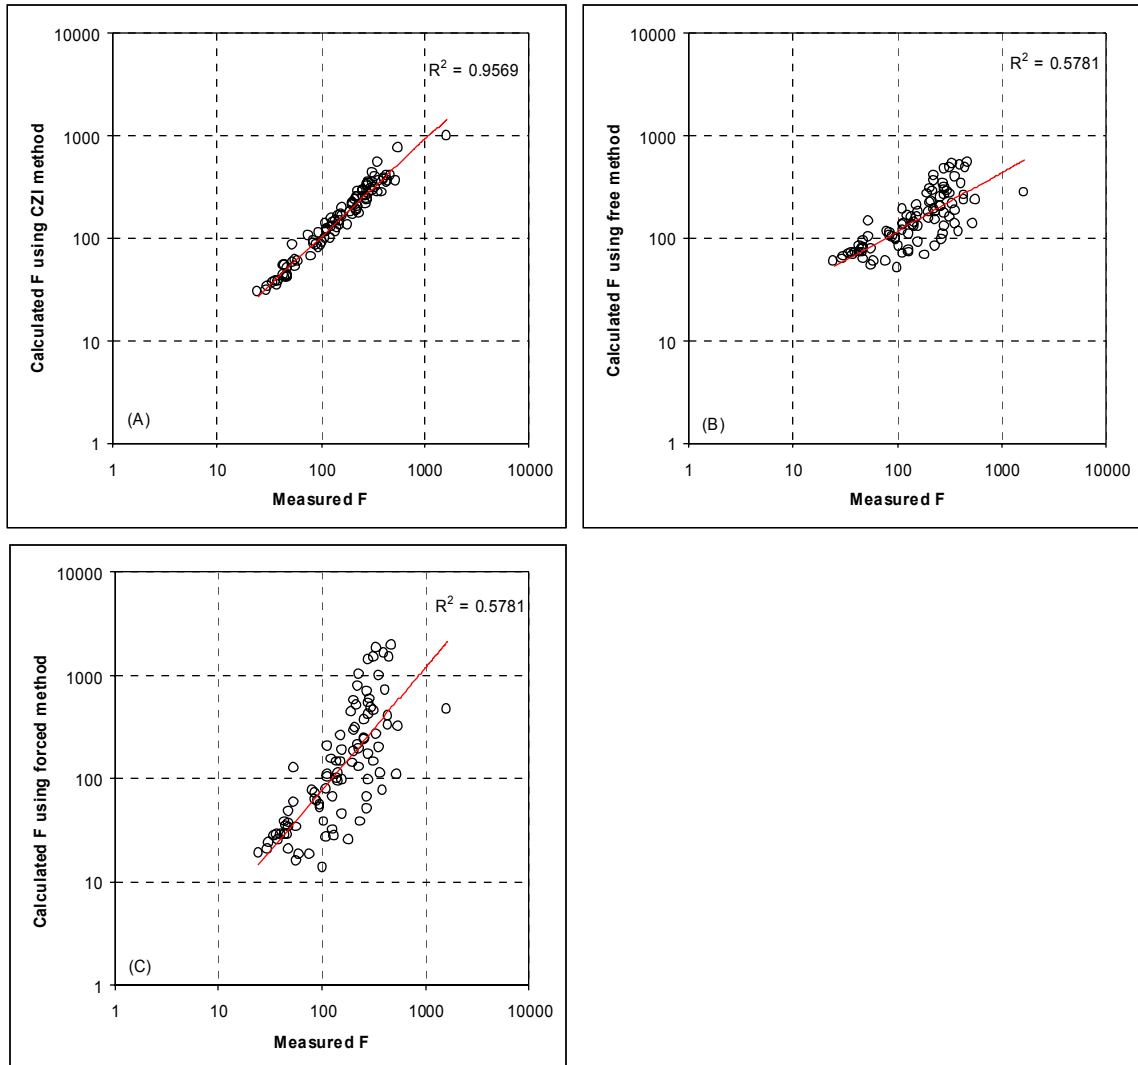 10000
1000
100
10
1
1
10
100
1000
10000
Calculated F using CZI method
Measured F
R² = 0.9569
(A)
10000
1000
100
10
1
1
10
100
1000
10000
Calculated F using free method
Measured F
R² = 0.5781
(B)
10000
1000
100
10
1
1
10
100
1000
10000
Calculated F using forced method
Measured F
R² = 0.5781
(C)